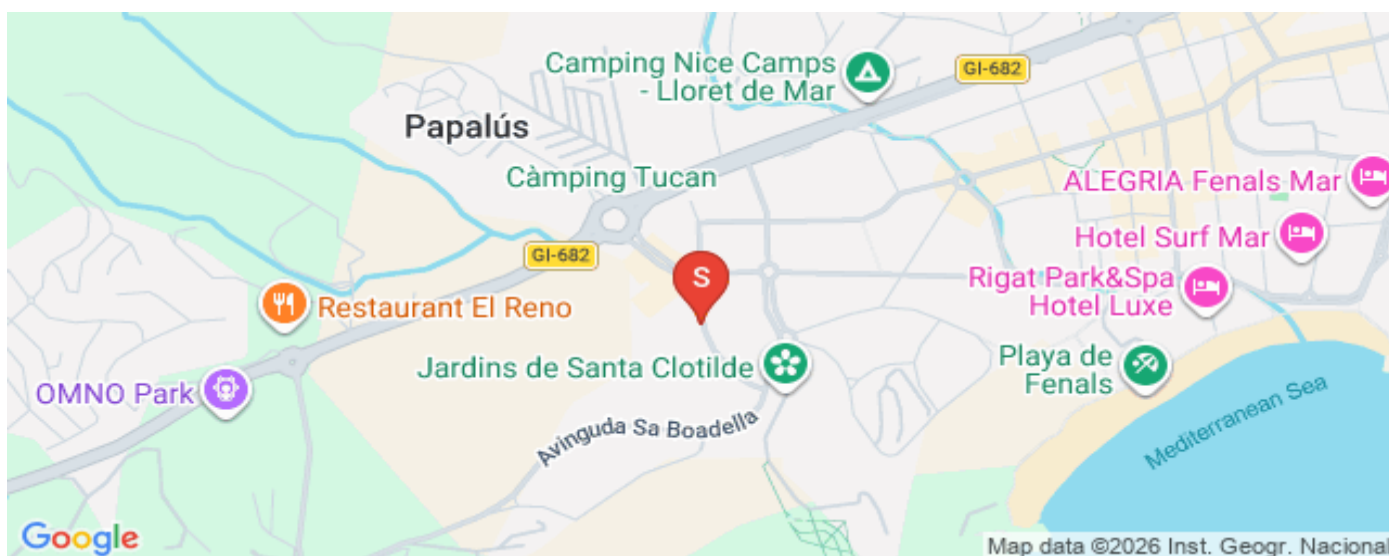 Camping Nice Camps
- Lloret de Mar
GI-682
Papalús
Càmping Tucan
ALEGRIA Fenals Mar
Hotel Surf Mar
GI-682
S
Rigat Park&Spa
Hotel Luxe
Restaurant El Reno
Jardins de Santa Clotilde
Playa de
Fenals
OMNO Park
Avinguda Sa Boadella
Mediterranean Sea
Google
Map data ©2026 Inst. Geogr. Nacional